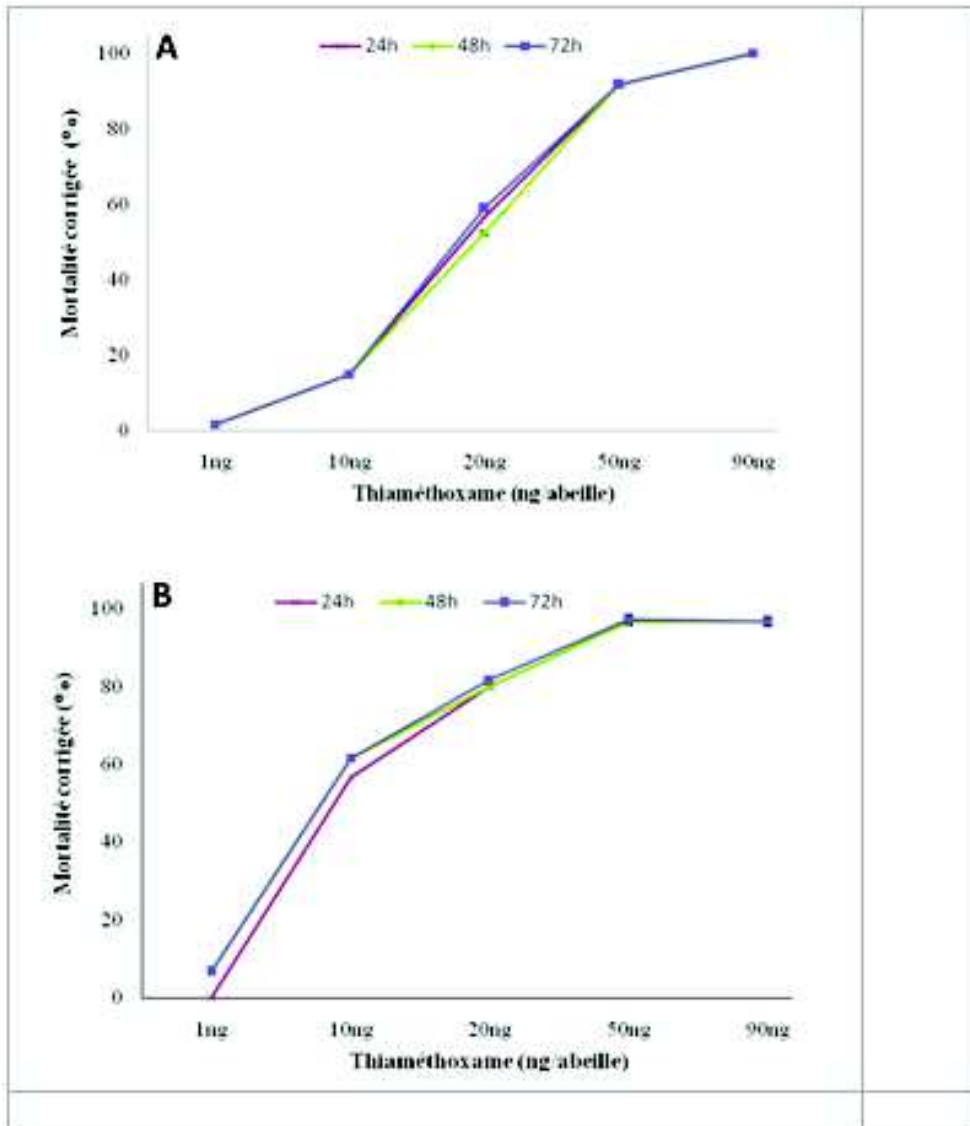 A
24h 48h 72h
100
80
60
40
20
0
Mortalité corrigée (%)
1ng 10ng 20ng 50ng 90ng
Thiaméthoxame (ng/abeille)
B
24h 48h 72h
100
80
60
40
20
0
Mortalité corrigée (%)
1ng 10ng 20ng 50ng 90ng
Thiaméthoxame (ng/abeille)